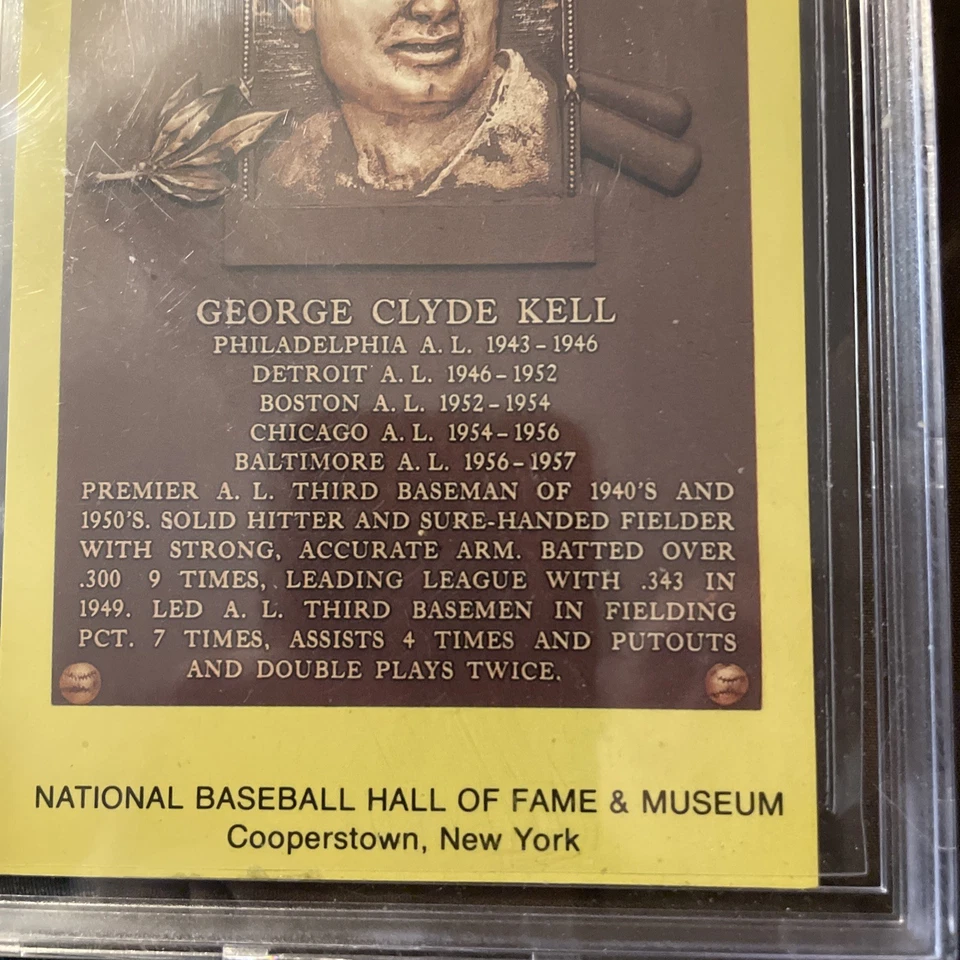 GEORGE CLYDE KELL
PHILADELPHIA A. L. 1943-1946
DETROIT A. L. 1946-1952
BOSTON A. L. 1952-1954
CHICAGO A. L. 1954-1956
BALTIMORE A. L. 1956-1957
PREMIER A. L. THIRD BASEMAN OF 1940'S AND
1950'S. SOLID HITTER AND SURE-HANDED FIELDER
WITH STRONG, ACCURATE ARM. BATTED OVER
.300 9 TIMES, LEADING LEAGUE WITH .343 IN
1949. LED A. L. THIRD BASEMEN IN FIELDING
PCT. 7 TIMES, ASSISTS 4 TIMES AND PUTOUTS
AND DOUBLE PLAYS TWICE.
NATIONAL BASEBALL HALL OF FAME & MUSEUM
Cooperstown, New York